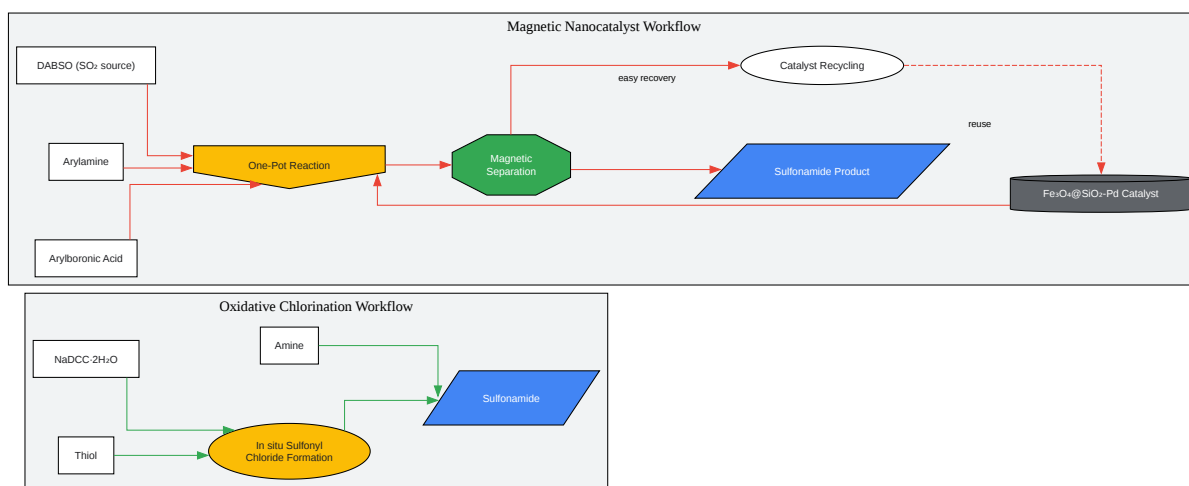 Magnetic Nanocatalyst Workflow
DABSO (SO₂ source)
Catalyst Recycling
easy recovery
reuse
Arylamine
One-Pot Reaction
Magnetic
Separation
Sulfonamide Product
Fe₃O₄@SiO₂-Pd Catalyst
Arylboronic Acid
Oxidative Chlorination Workflow
Amine
NaDCC·2H₂O
Sulfonamide
Thiol
In situ Sulfonyl
Chloride Formation